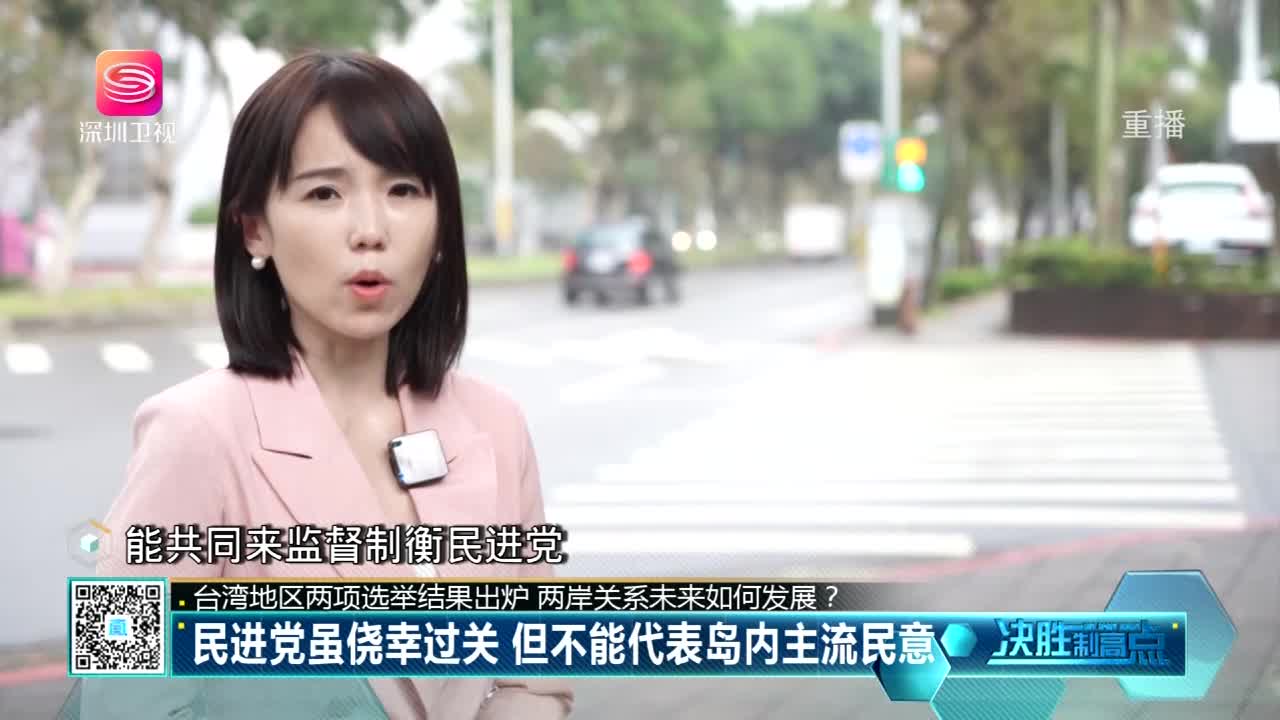 深圳卫视
重播
能共同来监督制衡民进党
台湾地区两项选举结果出炉 两岸关系未来如何发展？
民进党虽侥幸过关 但不能代表岛内主流民意
决胜制高点